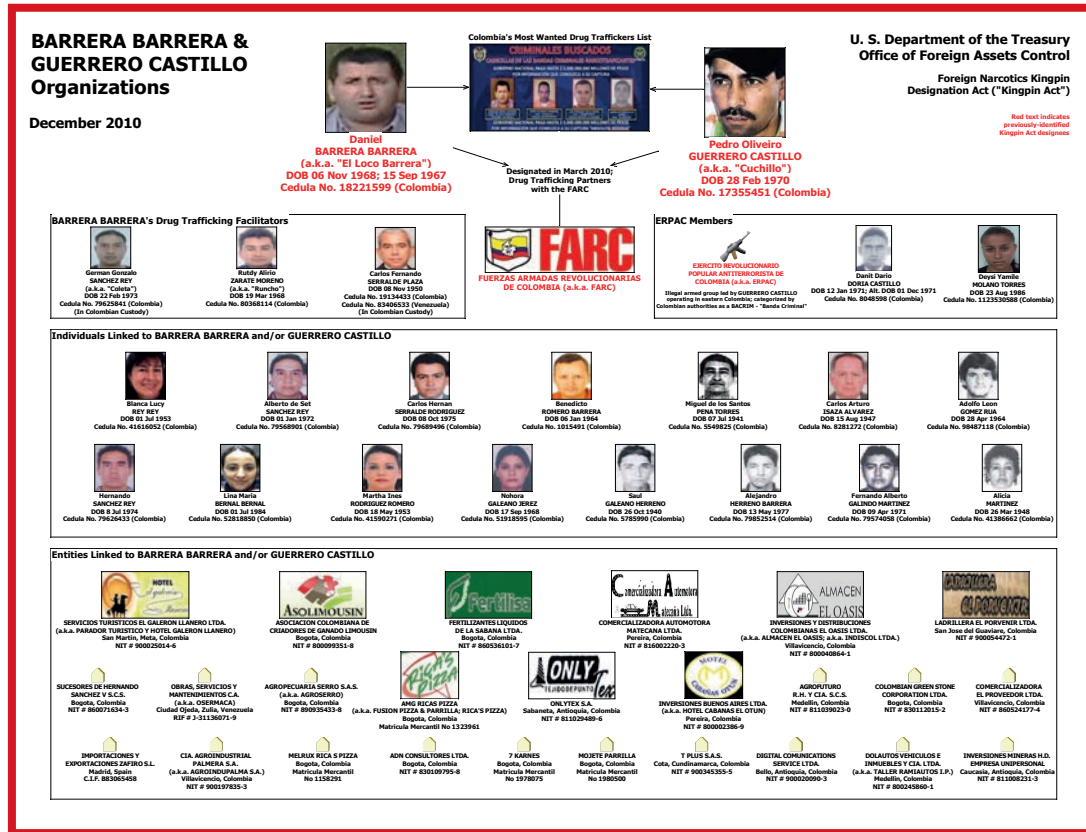 BARRERA BARRERA &
GUERRERO CASTILLO
Organizations
December 2010
Colombia's Most Wanted Drug Traffickers List
CRIMINALES BUSCADOS
U. S. Department of the Treasury
Office of Foreign Assets Control
Foreign Narcotics Kingpin
Designation Act ("Kingpin Act")
Red text indicates
previously-identified
Kingpin Act designees
Daniel
BARRERA BARRERA
(a.k.a. "El Loco Barrera")
DOB 06 Nov 1968; 15 Sep 1967
Cedula No. 18221599 (Colombia)
Designated in March 2010;
Drug Trafficking Partners
with the FARC
Pedro Oliveiro
GUERRERO CASTILLO
(a.k.a. "Cuchillo")
DOB 28 Feb 1970
Cedula No. 17355451 (Colombia)
BARRERA BARRERA's Drug Trafficking Facilitators
German Gonzalo
SANCHEZ REY
(a.k.a. "Coleta")
DOB 22 Feb 1973
Cedula No. 79625841 (Colombia)
(In Colombian Custody)
Rutdy Alirio
ZARATE MORENO
(a.k.a. "Runcho")
DOB 19 Mar 1968
Cedula No. 80368114 (Colombia)
Carlos Fernando
SERRALDE PLAZA
DOB 08 Nov 1950
Cedula No. 19134433 (Colombia)
Cedula No. 83406533 (Venezuela)
(In Colombian Custody)
FARC
FUERZAS ARMADAS REVOLUCIONARIAS
DE COLOMBIA (a.k.a. FARC)
ERPAC Members
EJERCITO REVOLUCIONARIO
POPULAR ANTITERRORISTA DE
COLOMBIA (a.k.a. ERPAC)
Illegal armed group led by GUERRERO CASTILLO
operating in eastern Colombia; categorized by
Colombian authorities as a BACRIM - "Banda Criminal"
Danit Dario
DORIA CASTILLO
DOB 12 Jan 1971; Alt. DOB 01 Dec 1971
Cedula No. 8048598 (Colombia)
Deysi Yamile
MOLANO TORRES
DOB 23 Aug 1986
Cedula No. 1123530588 (Colombia)
Individuals Linked to BARRERA BARRERA and/or GUERRERO CASTILLO
Blanca Lucy
REY REY
DOB 01 Jul 1953
Cedula No. 41616052 (Colombia)
Alberto de Set
SANCHEZ REY
DOB 01 Jan 1972
Cedula No. 79568901 (Colombia)
Carlos Hernan
SERRALDE RODRIGUEZ
DOB 08 Oct 1975
Cedula No. 79689496 (Colombia)
Benedicto
ROMERO BARRERA
DOB 06 Jan 1964
Cedula No. 1015491 (Colombia)
Miguel de los Santos
PENA TORRES
DOB 07 Jul 1941
Cedula No. 5549825 (Colombia)
Carlos Arturo
ISAZA ALVAREZ
DOB 15 Aug 1947
Cedula No. 8281272 (Colombia)
Adolfo Leon
GOMEZ RUA
DOB 28 Apr 1964
Cedula No. 98487118 (Colombia)
Hernando
SANCHEZ REY
DOB 8 Jul 1974
Cedula No. 79626433 (Colombia)
Lina Maria
BERNAL BERNAL
DOB 01 Jul 1984
Cedula No. 52818850 (Colombia)
Martha Ines
RODRIGUEZ ROMERO
DOB 18 May 1953
Cedula No. 41590271 (Colombia)
Nohora
GALEANO JEREZ
DOB 17 Sep 1968
Cedula No. 51918595 (Colombia)
Saul
GALEANO HERRENO
DOB 26 Oct 1940
Cedula No. 5785990 (Colombia)
Alejandro
HERRENO BARRERA
DOB 13 May 1977
Cedula No. 79852514 (Colombia)
Fernando Alberto
GALINDO MARTINEZ
DOB 09 Apr 1971
Cedula No. 79574058 (Colombia)
Alicia
MARTINEZ
DOB 26 Mar 1948
Cedula No. 41386662 (Colombia)
Entities Linked to BARRERA BARRERA and/or GUERRERO CASTILLO
HOTEL
SERVICIOS TURISTICOS EL GALERON LLANERO LTDA.
(a.k.a. PARADOR TURISTICO Y HOTEL GALERON LLANERO)
San Martin, Meta, Colombia
NIT # 900025014-6
ASOLIMOUSIN
ASOCIACION COLOMBIANA DE
CRIADORES DE GANADO LIMOUSIN
Bogota, Colombia
NIT # 800099351-8
Fertilisa
FERTILIZANTES LIQUIDOS
DE LA SABANA LTDA.
Bogota, Colombia
NIT # 860536101-7
Comercializadora Automotora
Matecaña Ltda.
COMERCIALIZADORA AUTOMOTORA
MATECANA LTDA.
Pereira, Colombia
NIT # 816002220-3
ALMACEN
EL OASIS
INVERSIONES Y DISTRIBUCIONES
COLOMBIANAS EL OASIS LTDA.
(a.k.a. ALMACEN EL OASIS; a.k.a. INDISCOL LTDA.)
Villavicencio, Colombia
NIT # 800040864-1
LADRILLERA
EL PORVENIR
LADRILLERA EL PORVENIR LTDA.
San Jose del Guaviare, Colombia
NIT # 900054472-1
SUCESORES DE HERNANDO
SANCHEZ V S.C.S.
Bogota, Colombia
NIT # 860071634-3
OBRAS, SERVICIOS Y
MANTENIMIENTOS C.A.
(a.k.a. OSERMACA)
Ciudad Ojeda, Zulia, Venezuela
RIF # J-31136071-9
AGROPECUARIA SERRO S.A.S.
(a.k.a. AGROSERRO)
Bogota, Colombia
NIT # 890935433-8
RICA'S
PIZZA
AMG RICAS PIZZA
(a.k.a. FUSION PIZZA & PARRILLA; RICA'S PIZZA)
Bogota, Colombia
Matricula Mercantil No 1323961
ONLY
Tex
TEJIDO DE PUNTO
ONLYTEX S.A.
Sabaneta, Antioquia, Colombia
NIT # 811029489-6
MOTEL
CABAÑAS OTUN
INVERSIONES BUENOS AIRES LTDA.
(a.k.a. HOTEL CABANAS EL OTUN)
Pereira, Colombia
NIT # 800002386-9
AGROFUTURO
R.H. Y CIA. S.C.S.
Medellin, Colombia
NIT # 811039023-0
COLOMBIAN GREEN STONE
CORPORATION LTDA.
Bogota, Colombia
NIT # 830112015-2
COMERCIALIZADORA
EL PROVEEDOR LTDA.
Villavicencio, Colombia
NIT # 860524177-4
IMPORTACIONES Y
EXPORTACIONES ZAFIRO S.L.
Madrid, Spain
C.I.F. B83065458
CIA. AGROINDUSTRIAL
PALMERA S.A.
(a.k.a. AGROINDUPALMA S.A.)
Villavicencio, Colombia
NIT # 900197835-3
MELRUX RICA S PIZZA
Bogota, Colombia
Matricula Mercantil
No 1158291
ADN CONSULTORES LTDA.
Bogota, Colombia
NIT # 830109795-8
7 KARNES
Bogota, Colombia
Matricula Mercantil
No 1978075
MOJETE PARRILLA
Bogota, Colombia
Matricula Mercantil
No 1980500
T PLUS S.A.S.
Cota, Cundinamarca, Colombia
NIT # 900345355-5
DIGITAL COMUNICATIONS
SERVICE LTDA.
Bello, Antioquia, Colombia
NIT # 900020090-3
DOLAUTOS VEHICULOS E
INMUEBLES Y CIA. LTDA.
(a.k.a. TALLER RAMIAUTOS I.P.)
Medellin, Colombia
NIT # 800245860-1
INVERSIONES MINERAS H.D.
EMPRESA UNIPERSONAL
Caucasia, Antioquia, Colombia
NIT # 811008231-3